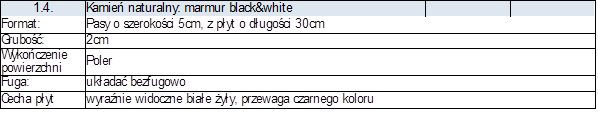 1.4. Kamień naturalny: marmur black&white
Format: Pasy o szerokości 5cm, z płyt o długości 30cm
Grubość: 2cm
Wykończenie powierzchni Poler
Fuga: układać bezfugowo
Cecha płyt wyraźnie widoczne białe żyły, przewaga czarnego koloru